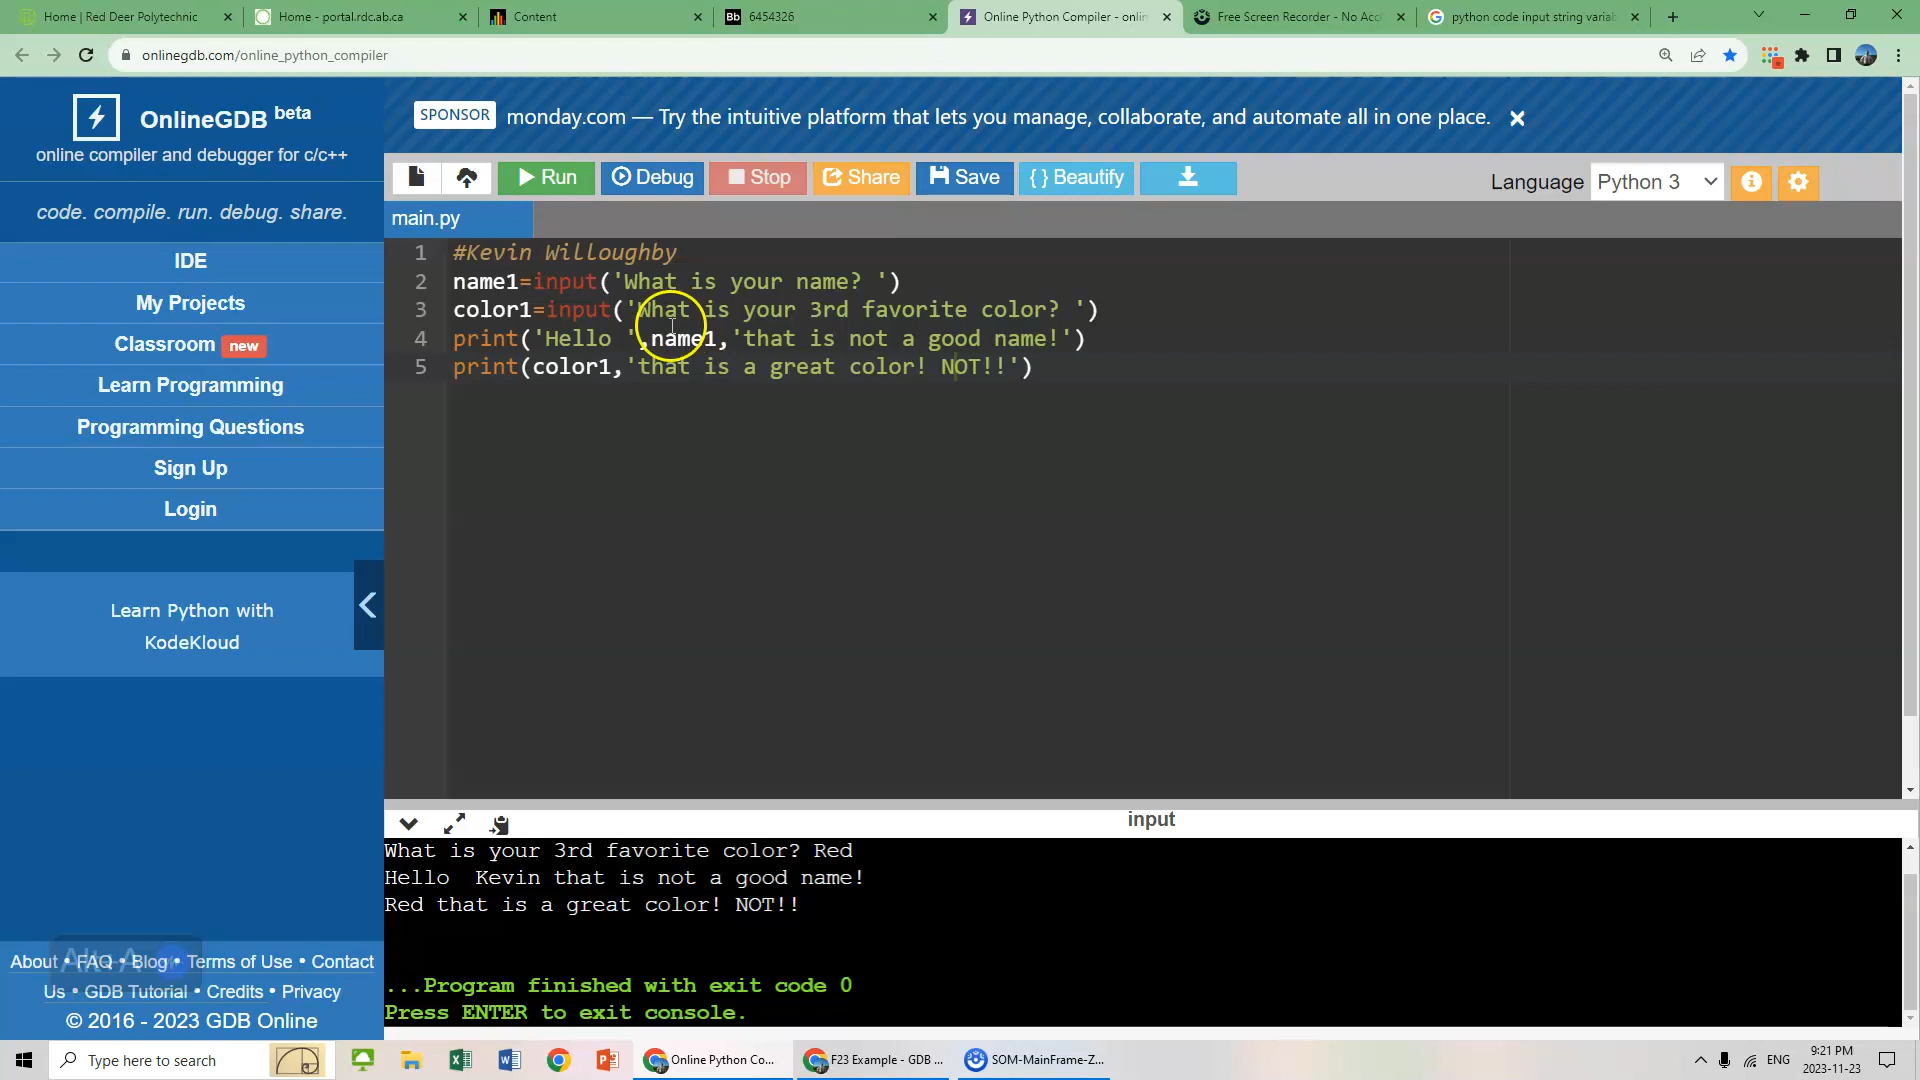 Home | Red Deer Polytechnic
Home - portal.rdc.ab.ca
Content
Bb 6454326
Online Python Compiler - onlin
Free Screen Recorder - No Acc
python code input string variab
onlinegdb.com/online_python_compiler
OnlineGDB beta
online compiler and debugger for c/c++
code. compile. run. debug. share.
IDE
My Projects
Classroom new
Learn Programming
Programming Questions
Sign Up
Login
Learn Python with
KodeKloud
About • FAQ • Blog • Terms of Use • Contact
Us • GDB Tutorial • Credits • Privacy
© 2016 - 2023 GDB Online
SPONSOR monday.com — Try the intuitive platform that lets you manage, collaborate, and automate all in one place.
Run Debug Stop Share Save { } Beautify
Language Python 3
main.py
1 #Kevin Willoughby
2 name1=input('What is your name? ')
3 color1=input('What is your 3rd favorite color? ')
4 print('Hello ',name1,'that is not a good name!')
5 print(color1,'that is a great color! NOT!!')
input
What is your 3rd favorite color? Red
Hello  Kevin that is not a good name!
Red that is a great color! NOT!!
...Program finished with exit code 0
Press ENTER to exit console.
Type here to search
Online Python Co...
F23 Example - GDB ...
SOM-MainFrame-Z...
ENG
9:21 PM
2023-11-23